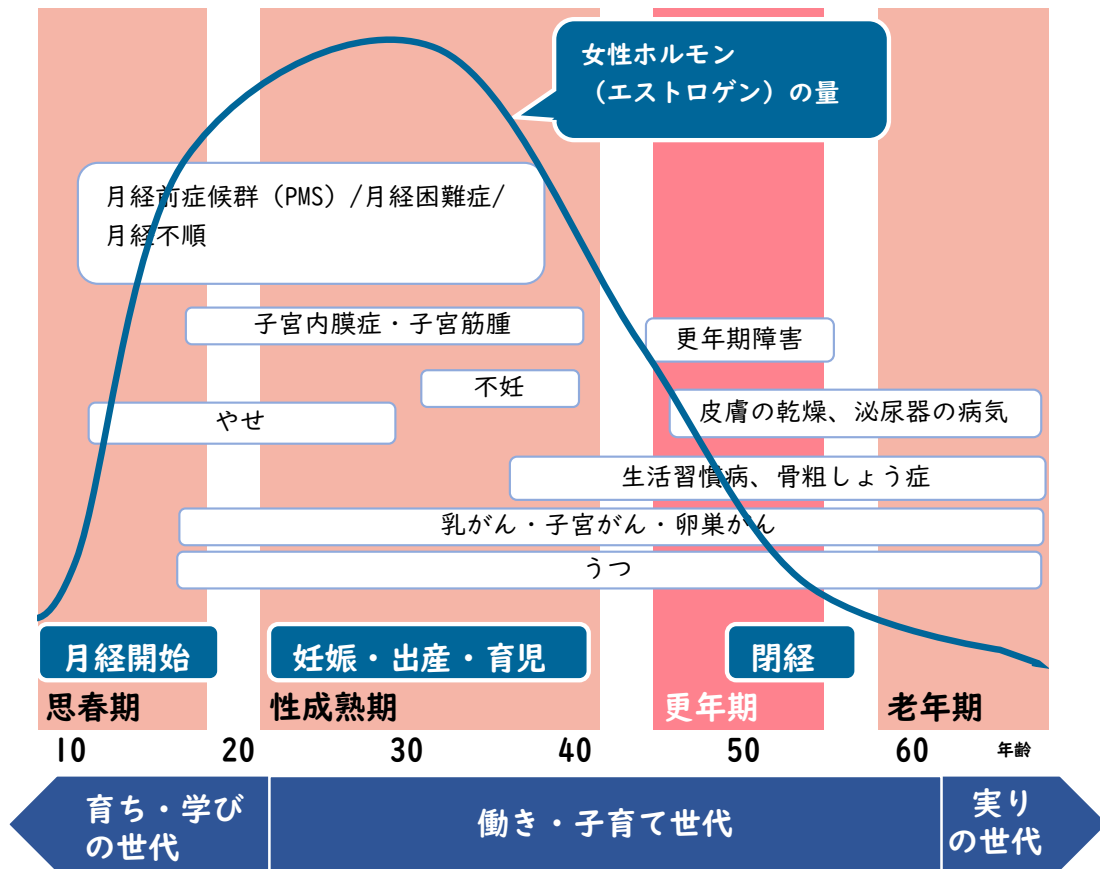 女性ホルモン
（エストロゲン）の量
月経前症候群（PMS）/月経困難症/
月経不順
子宮内膜症・子宮筋腫
更年期障害
不妊
やせ
皮膚の乾燥、泌尿器の病気
生活習慣病、骨粗しょう症
乳がん・子宮がん・卵巣がん
うつ
月経開始
妊娠・出産・育児
閉経
思春期
性成熟期
更年期
老年期
10 20 30 40 50 60 年齢
育ち・学び
の世代
働き・子育て世代
実り
の世代